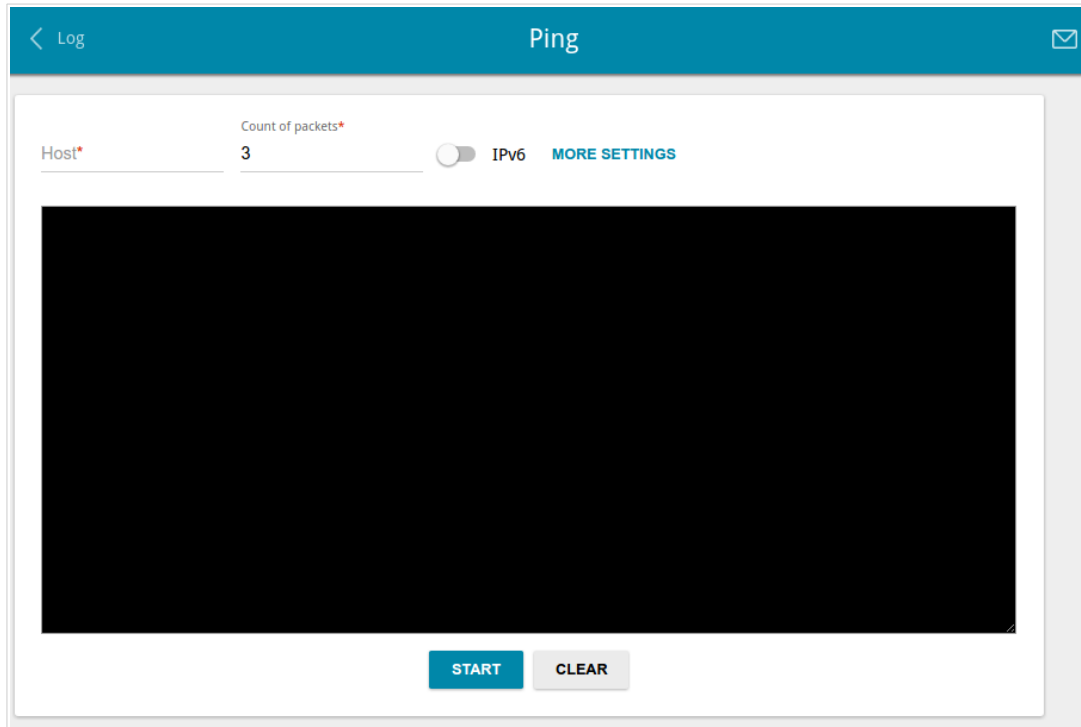 Log
Ping
Host*
Count of packets*
3
IPv6
MORE SETTINGS
START
CLEAR